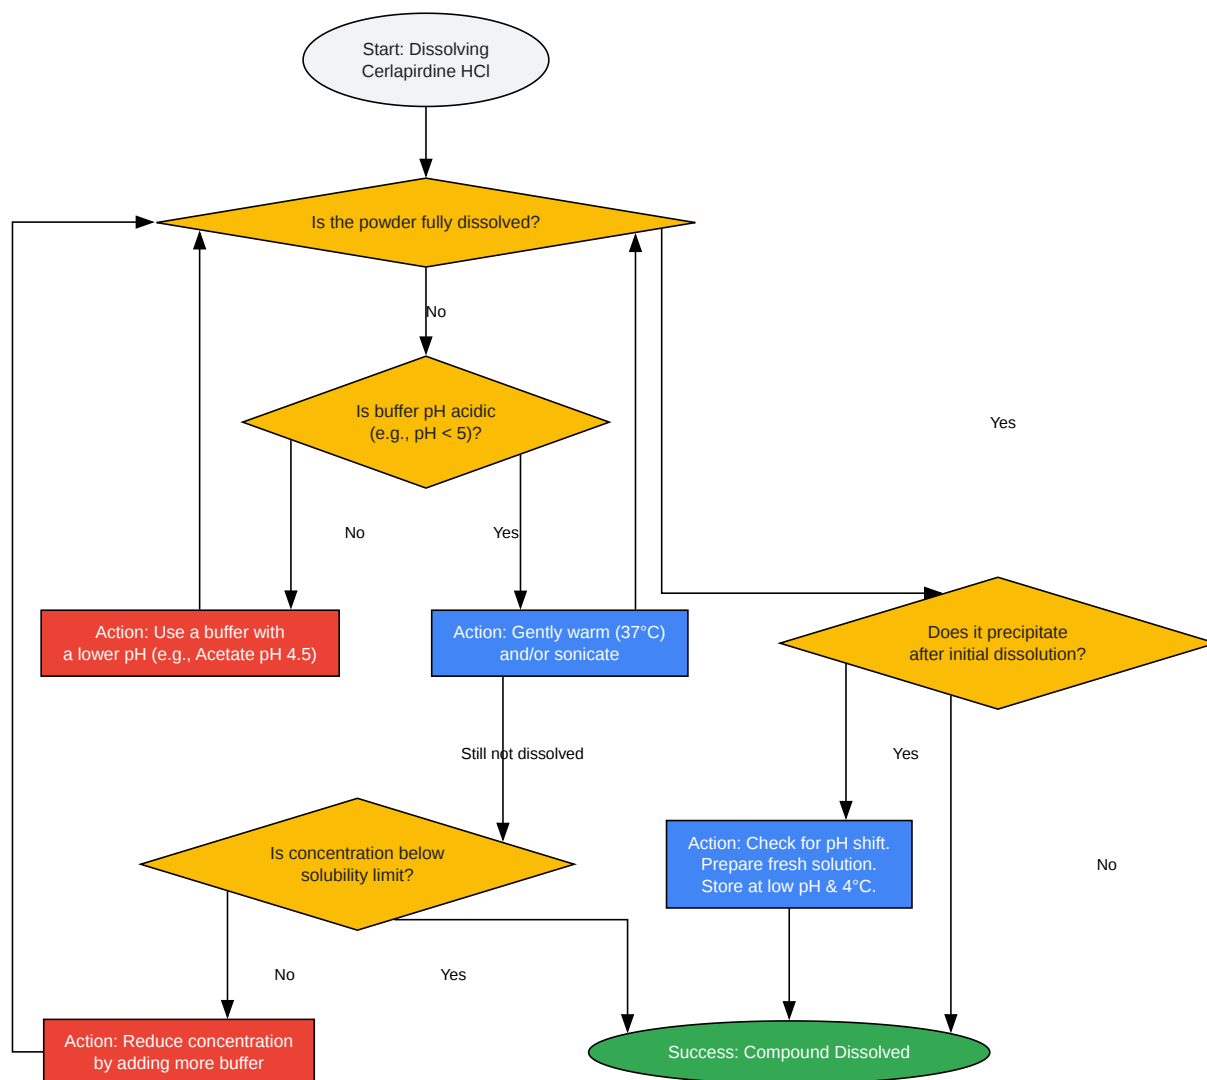 Start: Dissolving
Cerlapirdine HCl
Is the powder fully dissolved?
No
Is buffer pH acidic
(e.g., pH < 5)?
Yes
No
Yes
Action: Use a buffer with
a lower pH (e.g., Acetate pH 4.5)
Action: Gently warm (37°C)
and/or sonicate
Does it precipitate
after initial dissolution?
Still not dissolved
Yes
Is concentration below
solubility limit?
Action: Check for pH shift.
Prepare fresh solution.
Store at low pH & 4°C.
No
No
Yes
Action: Reduce concentration
by adding more buffer
Success: Compound Dissolved